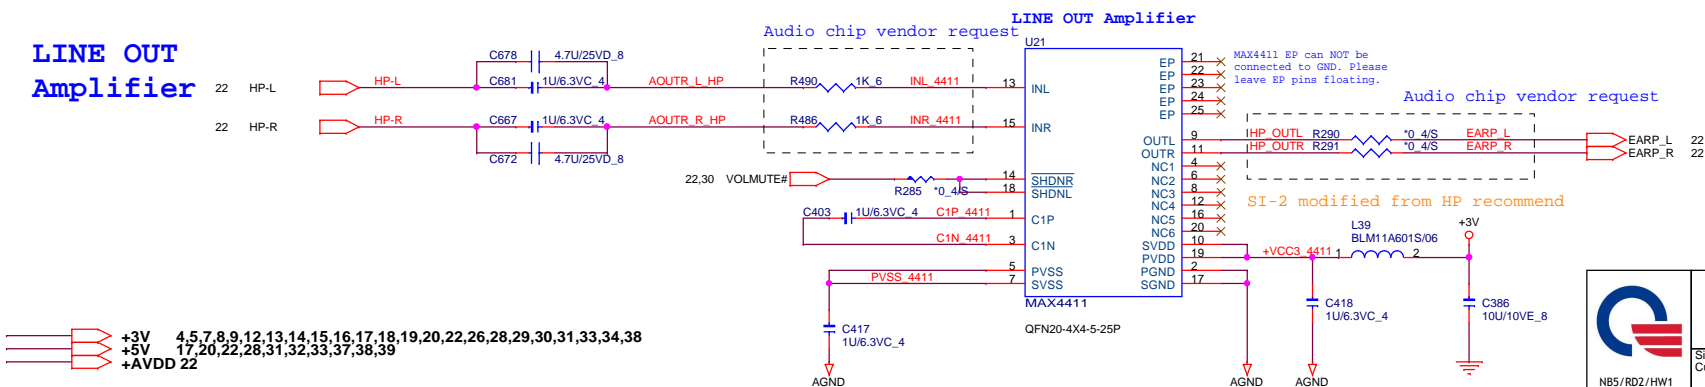 LINE OUT Amplifier
Audio chip vendor request
U21
LINE OUT
Amplifier
C678
4.7U/25VD_8
22 HP-L
HP-L
C681
1U/6.3VC_4
AOUTR_L_HP
R490
1K_6
INL_4411
13
INL
22 HP-R
HP-R
C667
1U/6.3VC_4
AOUTR_R_HP
R486
1K_6
INR_4411
15
INR
C672
4.7U/25VD_8
22,30 VOLMUTE#
R285
*0_4/S
14
SHDNR
18
SHDNL
C403
1U/6.3VC_4
C1P_4411
1
C1P
C1N_4411
3
C1N
PVSS_4411
5
PVSS
7
SVSS
MAX4411
QFN20-4X4-5-25P
C417
1U/6.3VC_4
AGND
EP
21
EP
22
EP
23
EP
24
EP
25
MAX4411 EP can NOT be
connected to GND. Please
leave EP pins floating.
Audio chip vendor request
OUTL
9
HP_OUTL
R290
*0_4/S
EARP_L
EARP_L 22
OUTR
11
HP_OUTR
R291
*0_4/S
EARP_R
EARP_R 22
NC1
4
NC2
6
NC3
8
NC4
12
NC5
16
NC6
20
SI-2 modified from HP recommend
SVDD
10
PVDD
19
PGND
2
SGND
17
+VCC3_4411
1
L39
BLM11A601S/06
2
+3V
C418
1U/6.3VC_4
C386
10U/10VE_8
AGND
AGND
+3V 4,5,7,8,9,12,13,14,15,16,17,18,19,20,22,26,28,29,30,31,33,34,38
+5V 17,20,22,28,31,32,33,37,38,39
+AVDD 22
NB5/RD2/HW1